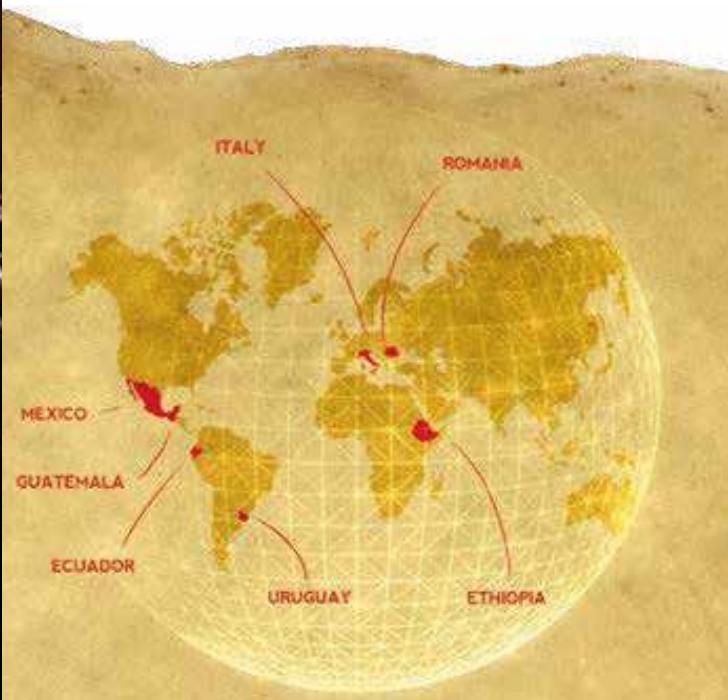 ITALY
ROMANIA
MEXICO
GUATEMALA
ECUADOR
URUGUAY
ETHIOPIA